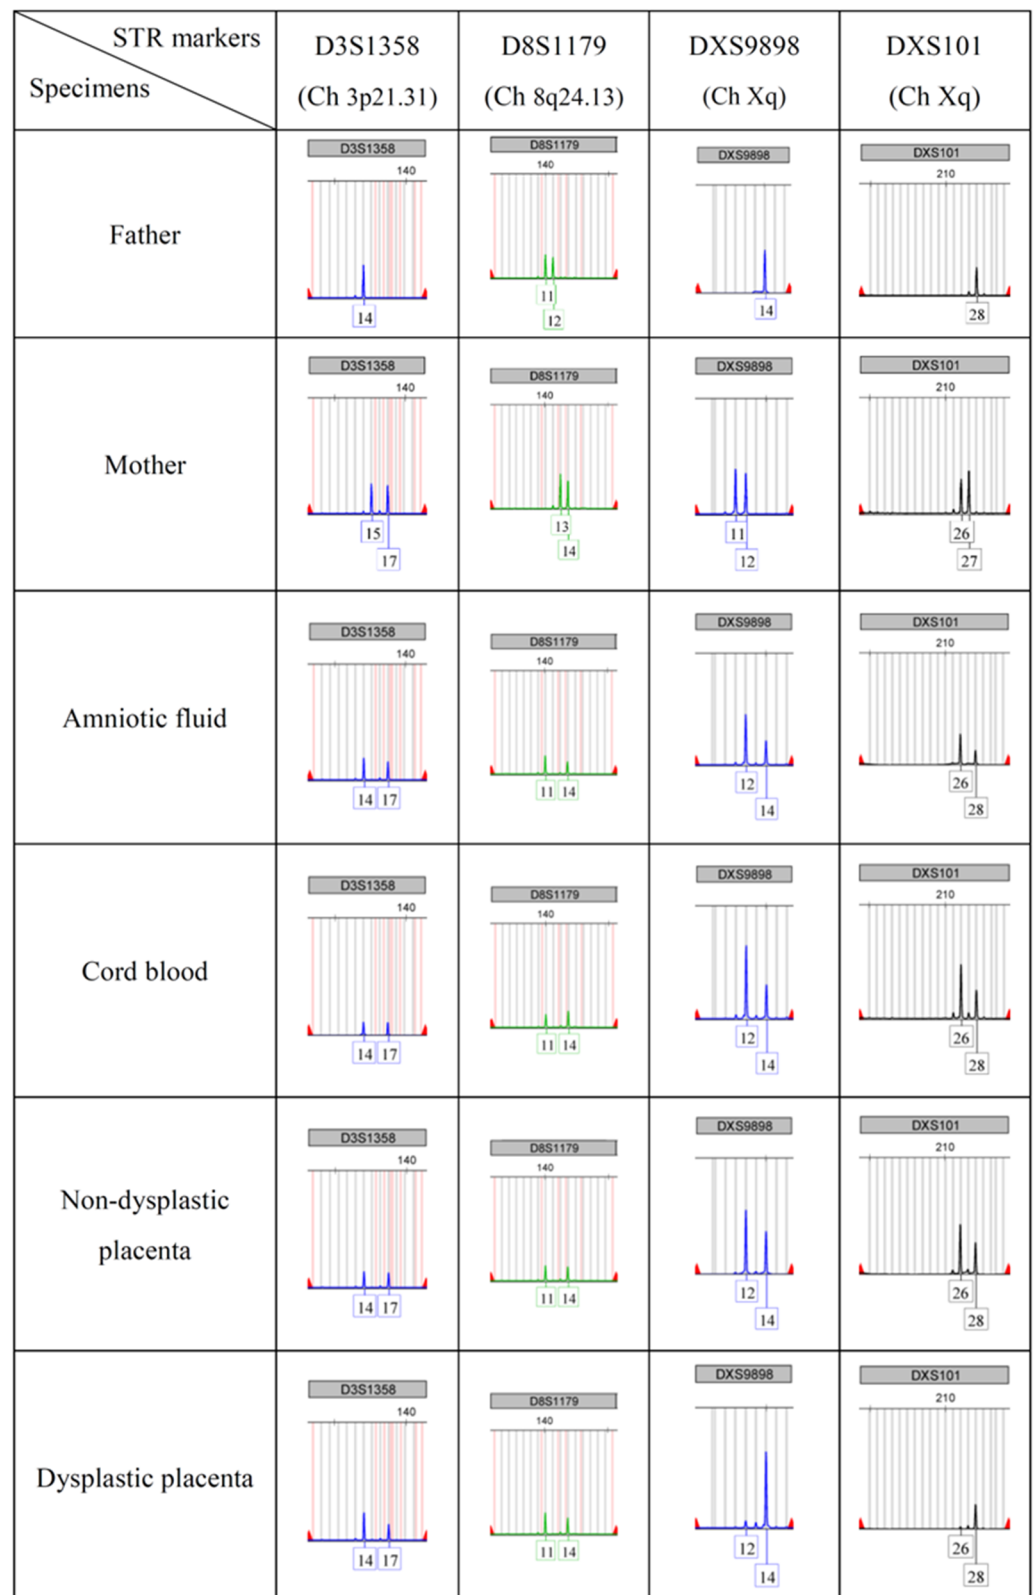 STR markers
Specimens
D3S1358
(Ch 3p21.31)
D8S1179
(Ch 8q24.13)
DXS9898
(Ch Xq)
DXS101
(Ch Xq)
Father
D3S1358
140
14
D8S1179
140
11
12
DXS9898
14
DXS101
210
28
Mother
D3S1358
140
15
17
D8S1179
140
13
14
DXS9898
11
12
DXS101
210
26
27
Amniotic fluid
D3S1358
140
14 17
D8S1179
140
11 14
DXS9898
12
14
DXS101
210
26
28
Cord blood
D3S1358
140
14 17
D8S1179
140
11 14
DXS9898
12
14
DXS101
210
26
28
Non-dysplastic
placenta
D3S1358
140
14 17
D8S1179
140
11 14
DXS9898
12
14
DXS101
210
26
28
Dysplastic placenta
D3S1358
140
14 17
D8S1179
140
11 14
DXS9898
12
14
DXS101
210
26
28